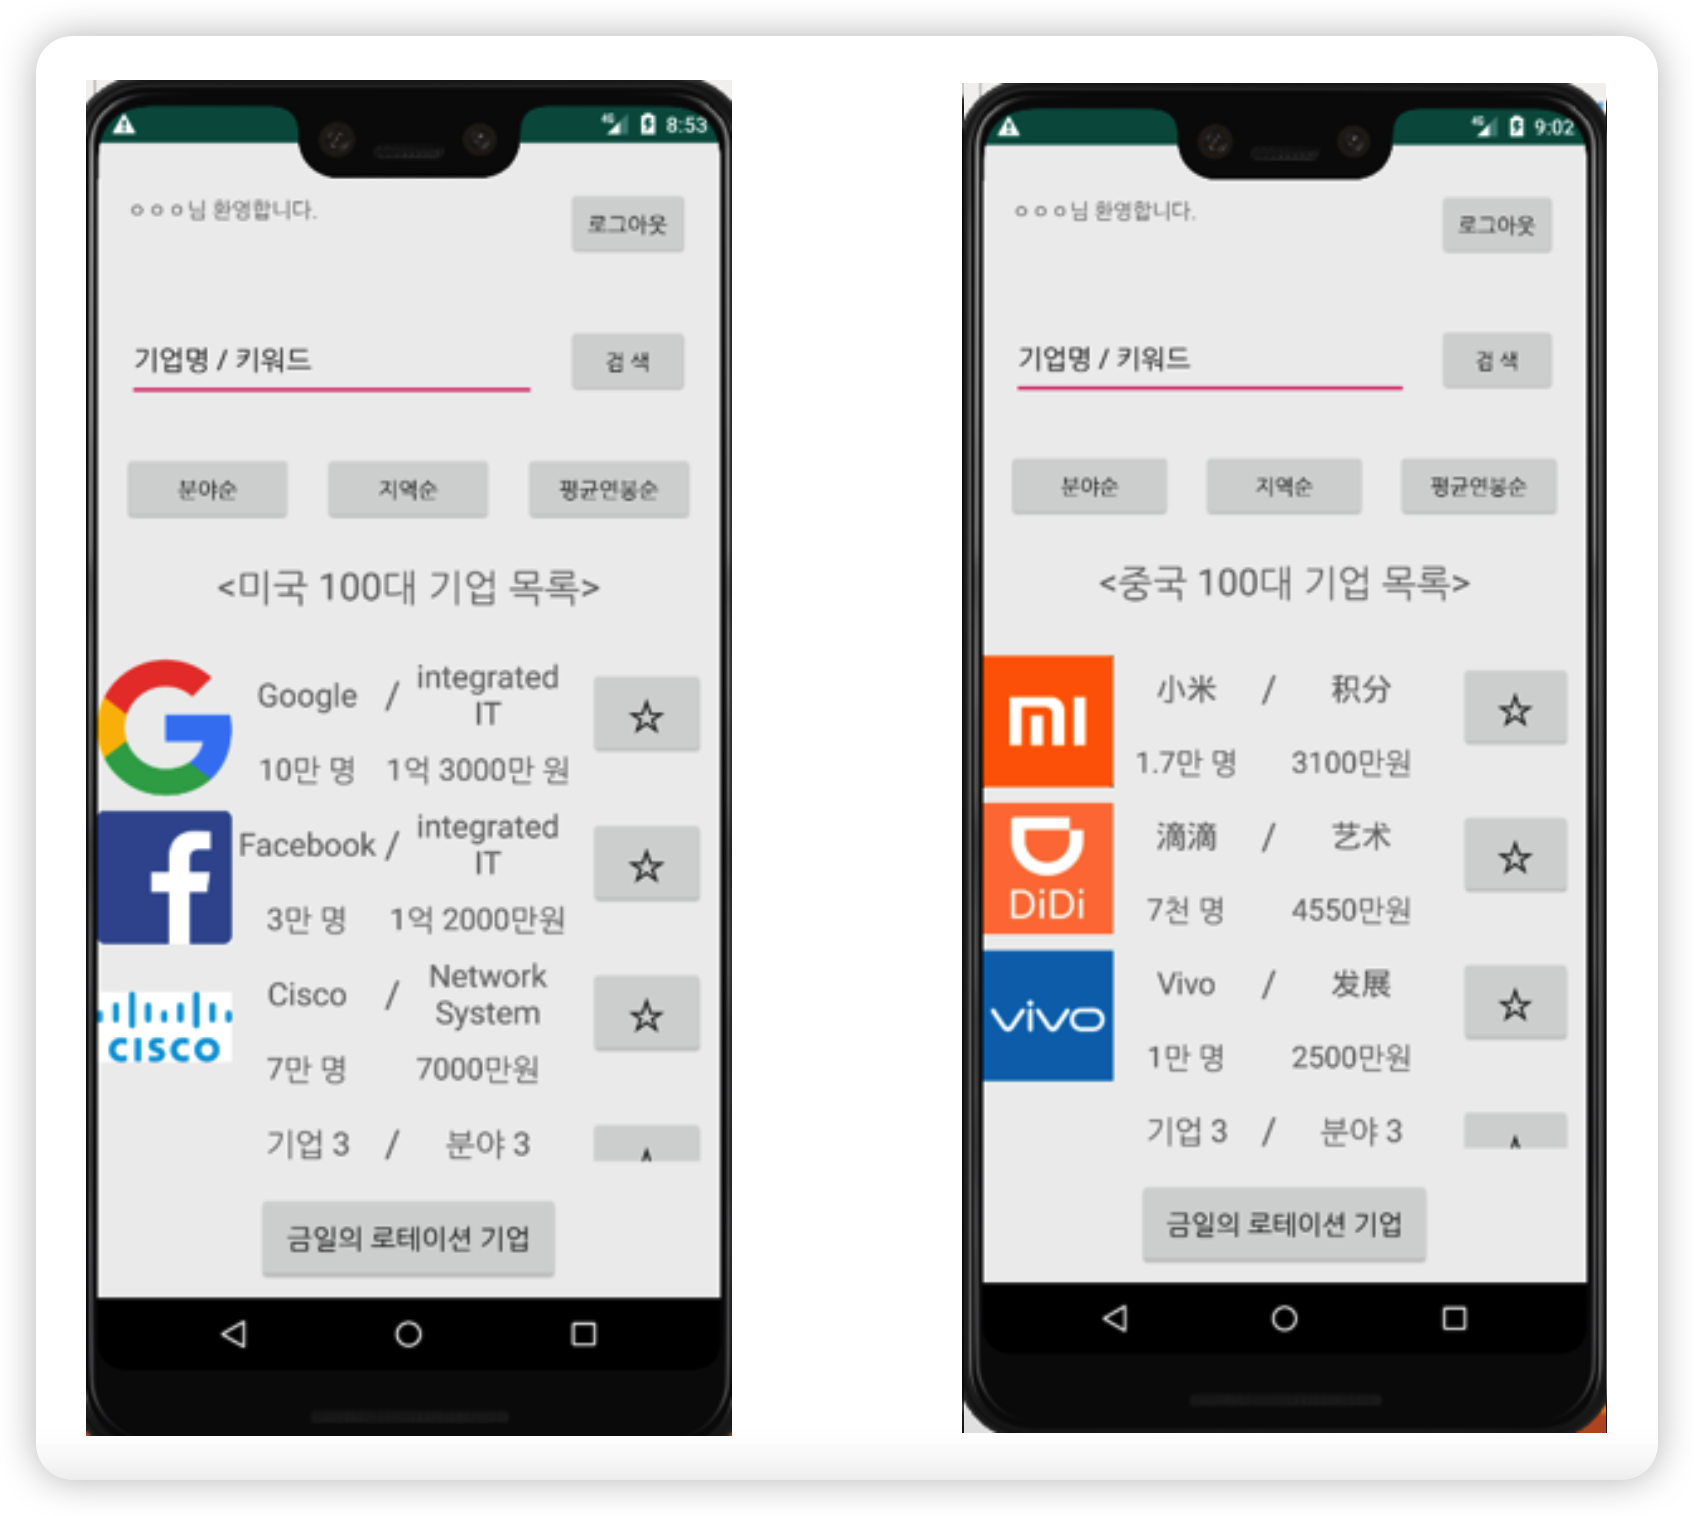 8:53
ㅇㅇㅇ님 환영합니다.
로그아웃
기업명 / 키워드
검 색
분야순 지역순 평균연봉순
<미국 100대 기업 목록>
Google / integrated
IT
10만 명 1억 3000만 원
Facebook / integrated
IT
3만 명 1억 2000만원
Cisco / Network
System
CISCO
7만 명 7000만원
기업 3 / 분야 3
금일의 로테이션 기업
9:02
ㅇㅇㅇ님 환영합니다.
로그아웃
기업명 / 키워드
검 색
분야순 지역순 평균연봉순
<중국 100대 기업 목록>
MI
小米 / 积分
1.7만 명 3100만원
滴滴 / 艺术
DiDi
7천 명 4550만원
Vivo / 发展
vivo
1만 명 2500만원
기업 3 / 분야 3
금일의 로테이션 기업